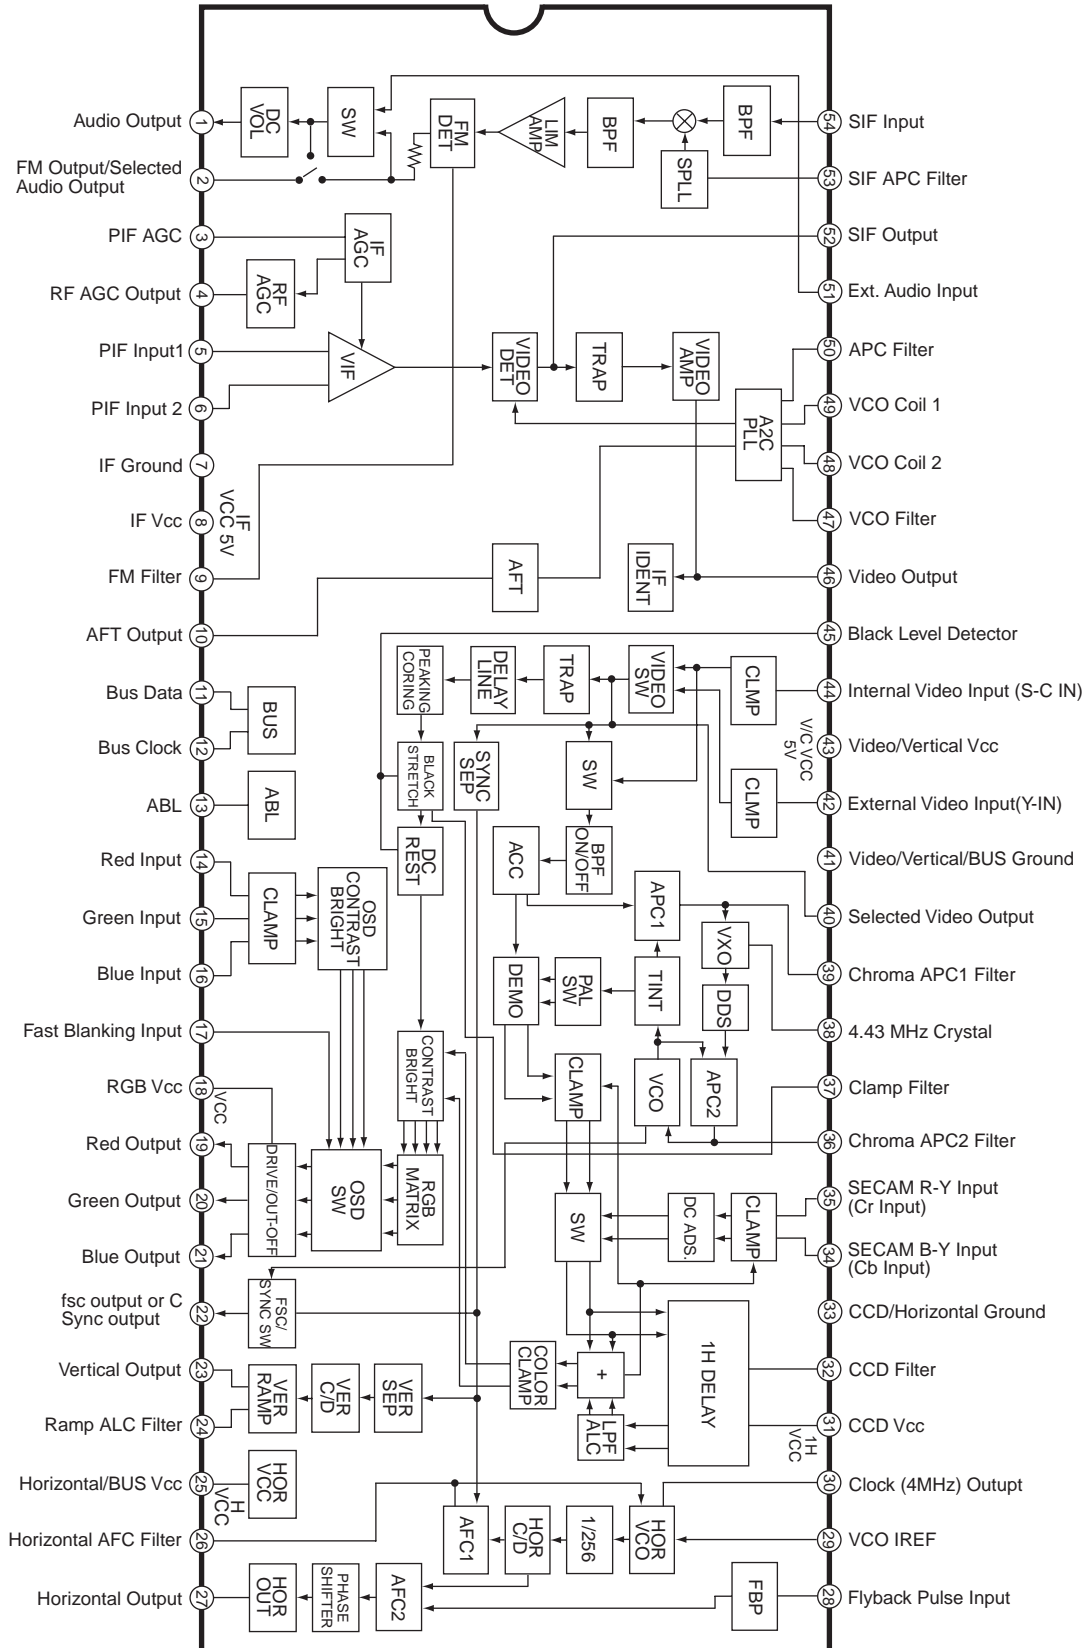 Audio Output
1
FM Output/Selected
Audio Output
2
PIF AGC
3
RF AGC Output
4
PIF Input1
5
PIF Input 2
6
IF Ground
7
IF Vcc
8
IF
VCC 5V
FM Filter
9
AFT Output
10
Bus Data
11
Bus Clock
12
ABL
13
Red Input
14
Green Input
15
Blue Input
16
Fast Blanking Input
17
RGB Vcc
18
VCC
Red Output
19
Green Output
20
Blue Output
21
fsc output or C
Sync output
22
Vertical Output
23
Ramp ALC Filter
24
Horizontal/BUS Vcc
25
H
VCC
Horizontal AFC Filter
26
Horizontal Output
27
DC
VOL
SW
FM
DET
LIM
AMP
BPF
BPF
SPLL
IF
AGC
RF
AGC
VIF
VIDEO
DET
TRAP
VIDEO
AMP
A2C
PLL
AFT
IF
IDENT
BUS
ABL
PEAKING
CORING
DELAY
LINE
TRAP
VIDEO
SW
CLMP
BLACK
STRETCH
SYNC
SEP
SW
CLMP
DC
REST
ACC
BPF
ON/OFF
CLAMP
OSD
CONTRAST
BRIGHT
APC1
VXO
DEMO
PAL
SW
TINT
DDS
CONTRAST
BRIGHT
CLAMP
VCO
APC2
DRIVE/OUT-OFF
OSD
SW
RGB
MATRIX
SW
DC ADS.
CLAMP
FSC/
SYNC SW
1H DELAY
VER
RAMP
VER
C/D
VER
SEP
COLOR
CLAMP
+
LPF
ALC
HOR
VCC
AFC1
HOR
C/D
1/256
HOR
VCO
HOR
OUT
PHASE
SHIFTER
AFC2
FBP
54
SIF Input
53
SIF APC Filter
52
SIF Output
51
Ext. Audio Input
50
APC Filter
49
VCO Coil 1
48
VCO Coil 2
47
VCO Filter
46
Video Output
45
Black Level Detector
44
Internal Video Input (S-C IN)
43
Video/Vertical Vcc
V/C VCC
5V
42
External Video Input(Y-IN)
41
Video/Vertical/BUS Ground
40
Selected Video Output
39
Chroma APC1 Filter
38
4.43 MHz Crystal
37
Clamp Filter
36
Chroma APC2 Filter
35
SECAM R-Y Input
(Cr Input)
34
SECAM B-Y Input
(Cb Input)
33
CCD/Horizontal Ground
32
CCD Filter
31
CCD Vcc
1H
VCC
30
Clock (4MHz) Outupt
29
VCO IREF
28
Flyback Pulse Input